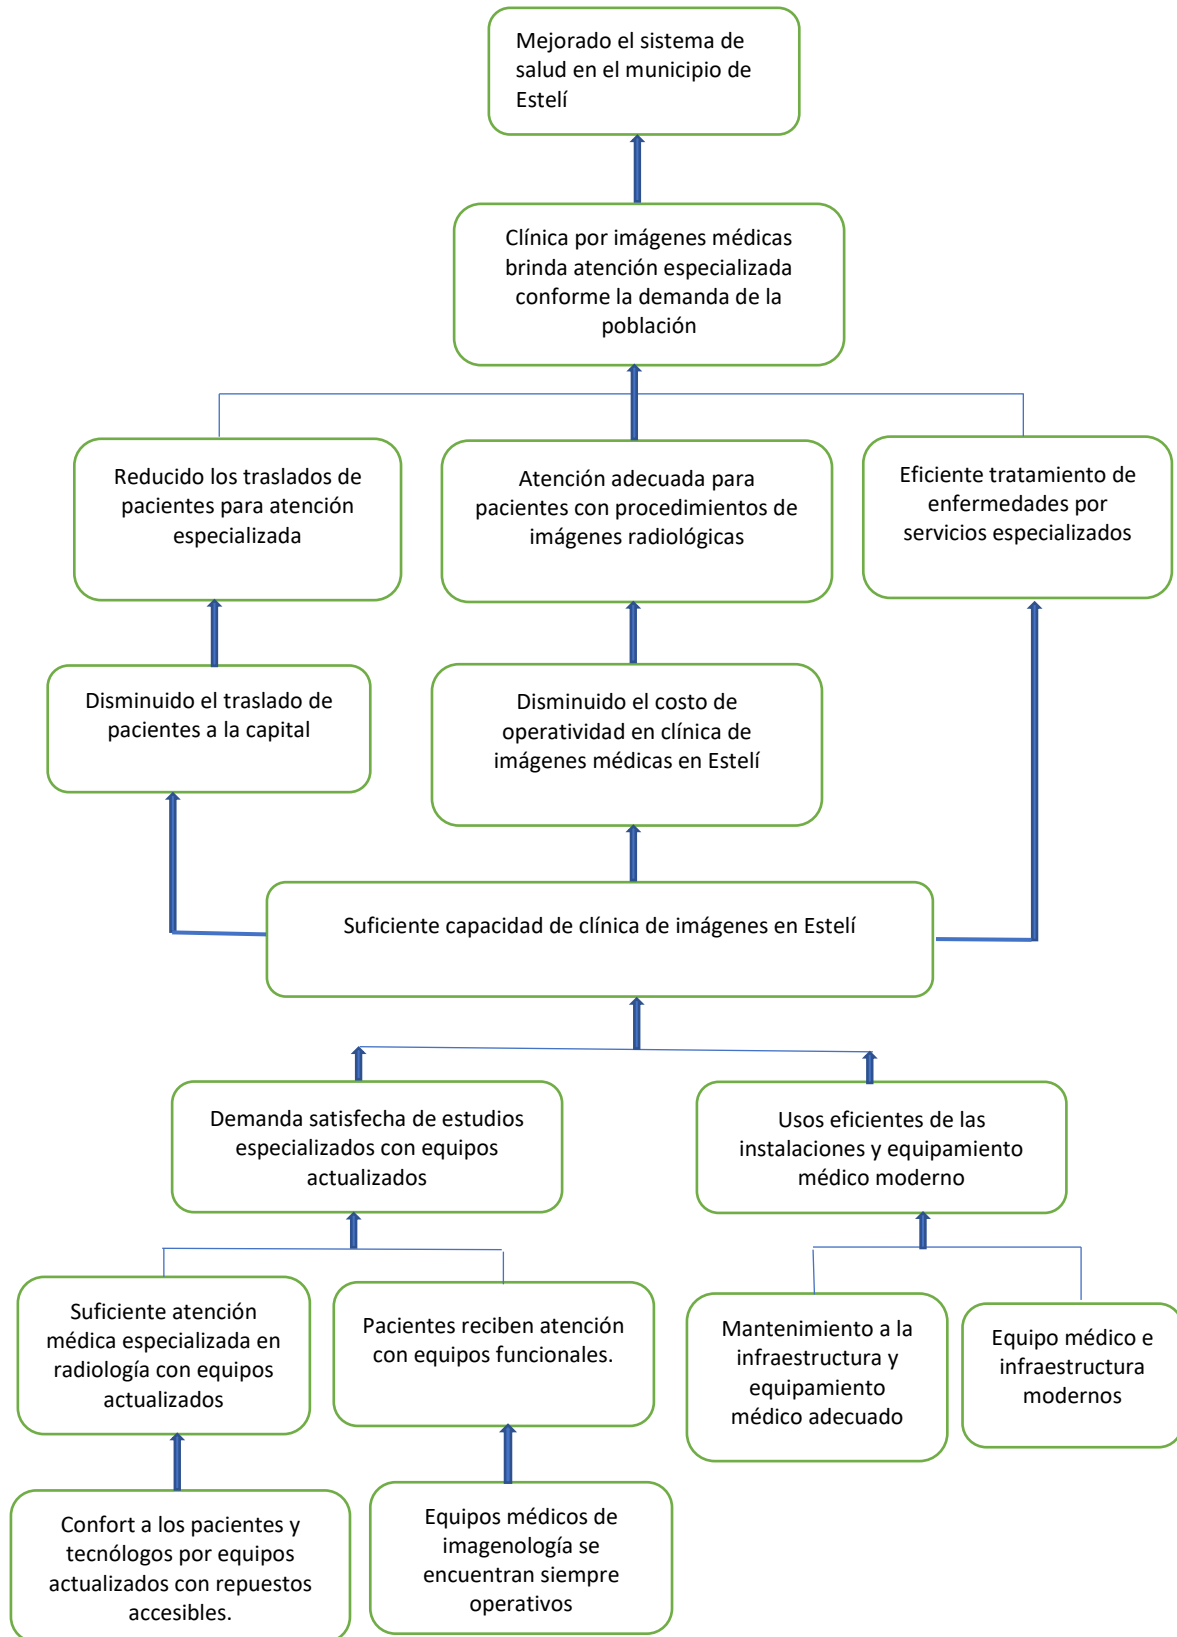 Mejorado el sistema de
salud en el municipio de
Estelí
Clínica por imágenes médicas
brinda atención especializada
conforme la demanda de la
población
Reducido los traslados de
pacientes para atención
especializada
Atención adecuada para
pacientes con procedimientos de
imágenes radiológicas
Eficiente tratamiento de
enfermedades por
servicios especializados
Disminuido el traslado de
pacientes a la capital
Disminuido el costo de
operatividad en clínica de
imágenes médicas en Estelí
Suficiente capacidad de clínica de imágenes en Estelí
Demanda satisfecha de estudios
especializados con equipos
actualizados
Usos eficientes de las
instalaciones y equipamiento
médico moderno
Suficiente atención
médica especializada en
radiología con equipos
actualizados
Pacientes reciben atención
con equipos funcionales.
Mantenimiento a la
infraestructura y
equipamiento
médico adecuado
Equipo médico e
infraestructura
modernos
Confort a los pacientes y
tecnólogos por equipos
actualizados con repuestos
accesibles.
Equipos médicos de
imagenología se
encuentran siempre
operativos